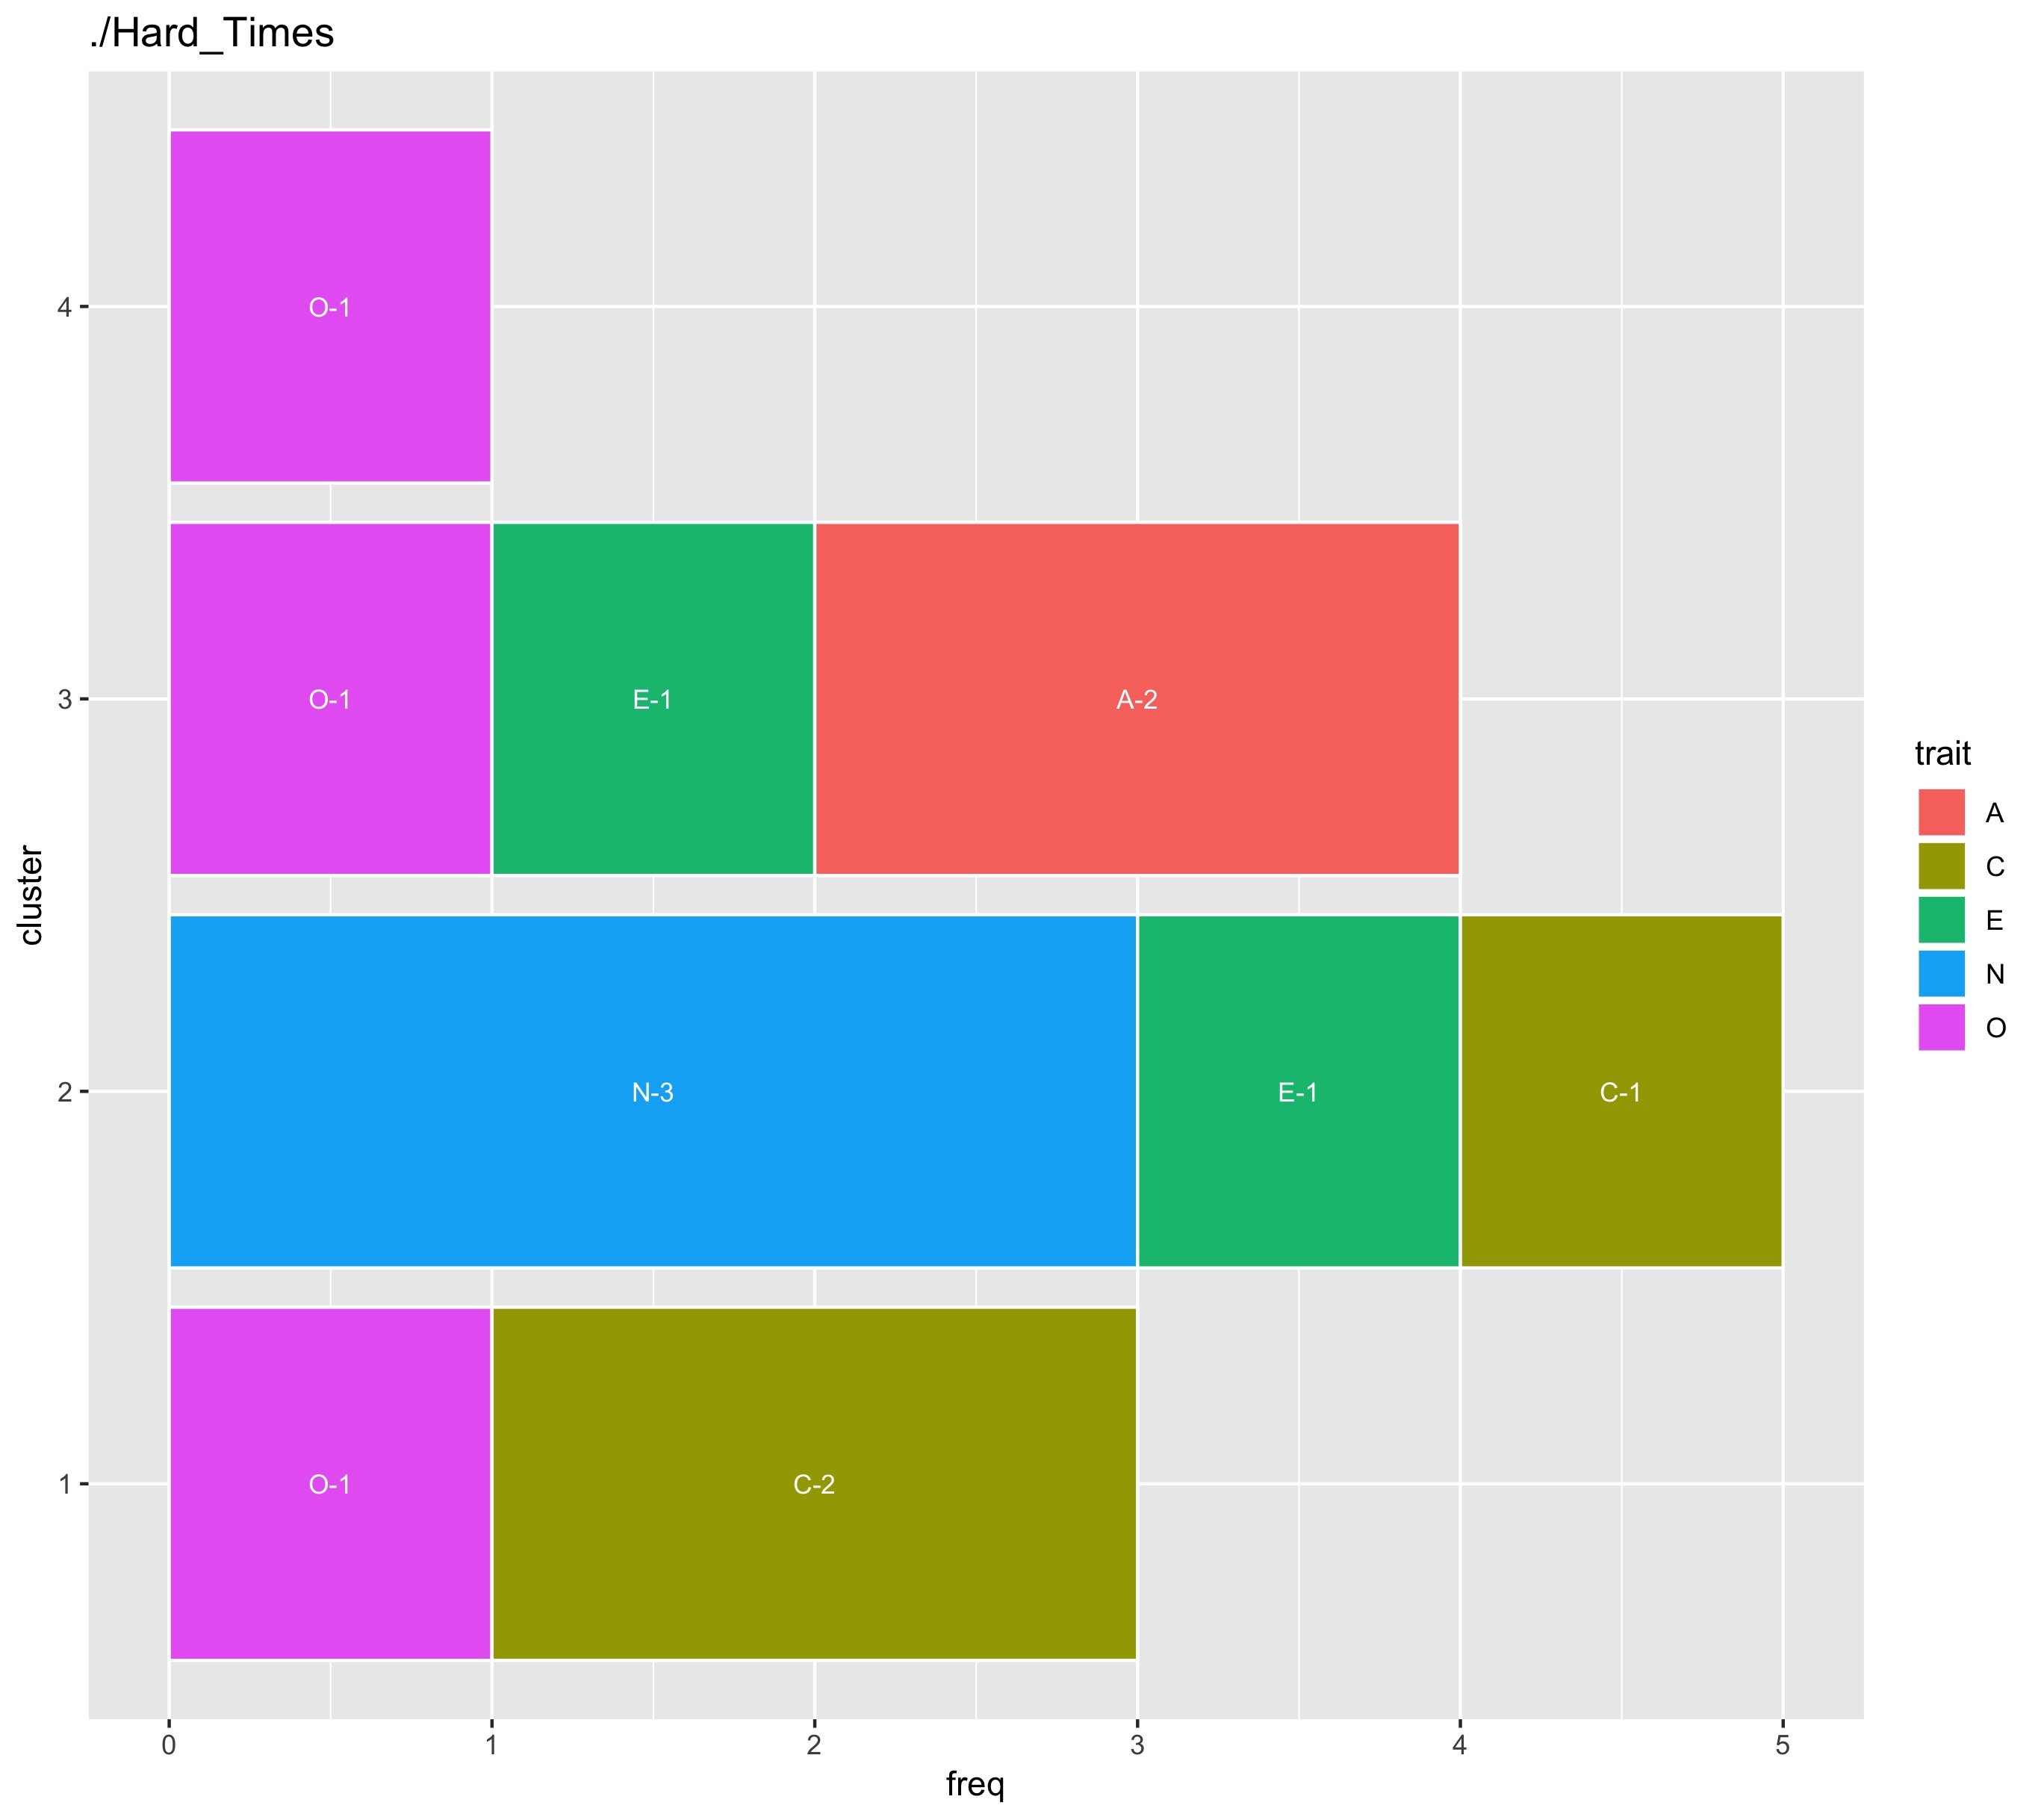 ./Hard_Times
cluster
4
O-1
3
O-1 E-1 A-2
2
N-3 E-1 C-1
1
O-1 C-2
0 1 2 3 4 5
freq
trait
A
C
E
N
O